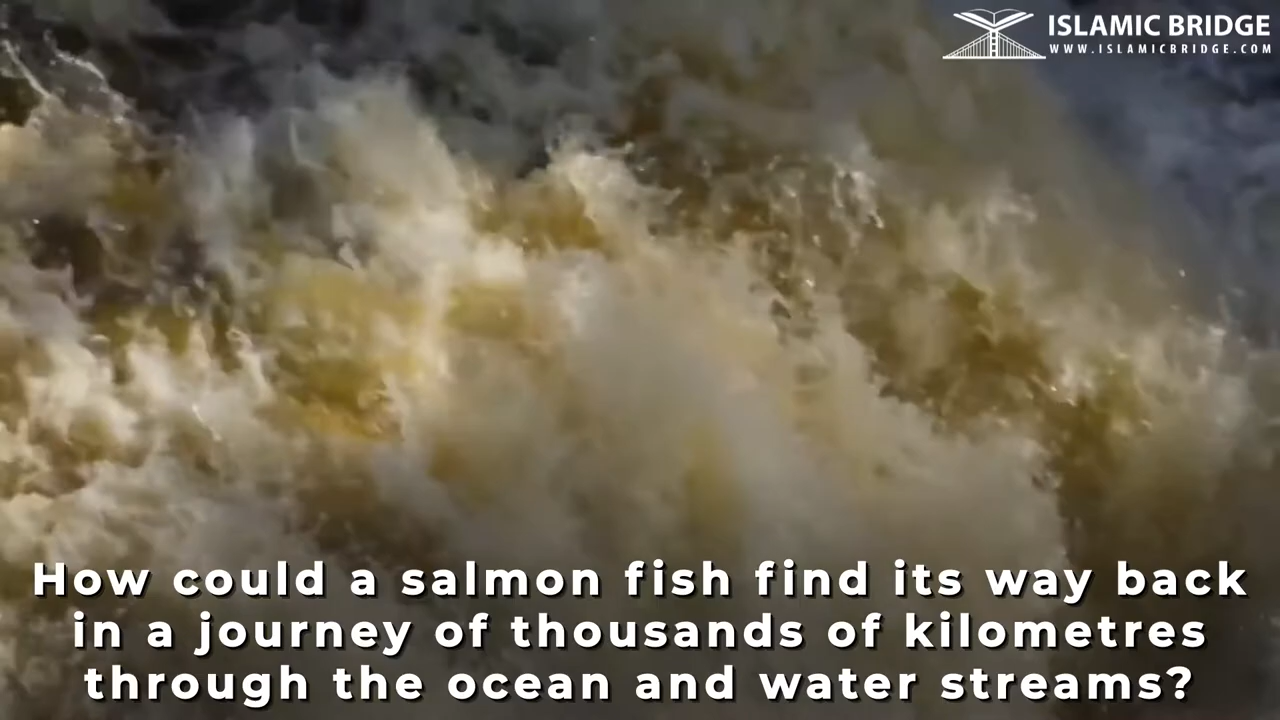 ISLAMIC BRIDGE
WWW.ISLAMICBRIDGE.COM
How could a salmon fish find its way back
in a journey of thousands of kilometres
through the ocean and water streams?